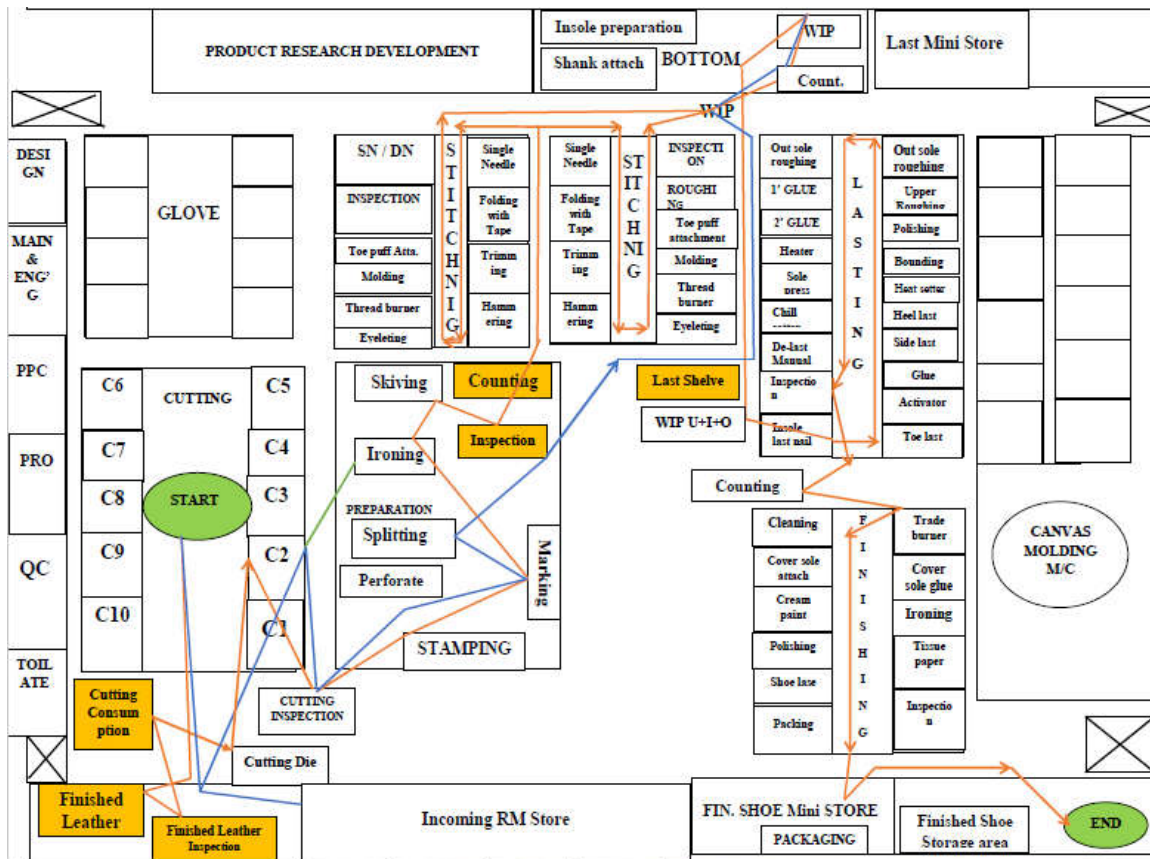 PRODUCT RESEARCH DEVELOPMENT
Insole preparation
Shank attach
BOTTOM
WIP
Count.
Last Mini Store
WIP
DESI
GN
MAIN
&
ENG'
G
PPC
PRO
QC
TOIL
ATE
GLOVE
SN / DN
INSPECTION
Toe puff Atta.
Molding
Thread burner
Eyeleting
S
T
I
T
C
H
N
I
G
Single
Needle
Folding
with
Tape
Trimm
ing
Hamm
ering
Single
Needle
Folding
with
Tape
Trimm
ing
Hamm
ering
ST
IT
C
H
NI
G
INSPECTI
ON
ROUGHI
NG
Toe puff
attachment
Molding
Thread
burner
Eyeleting
Out sole
roughing
1' GLUE
2' GLUE
Heater
Sole
press
Chill
De-last
Manual
Inspectio
n
Insole
last nail
L
A
S
T
I
N
G
Out sole
roughing
Upper
Roughing
Polishing
Bounding
Heat setter
Heel last
Side last
Glue
Activator
Toe last
C6
C7
C8
C9
C10
CUTTING
START
C5
C4
C3
C2
C1
Skiving
Counting
Inspection
Ironing
PREPARATION
Splitting
Perforate
Marking
STAMPING
Last Shelve
WIP U+I+O
Counting
Cleaning
Cover sole
attach
Cream
paint
Polishing
Shoe lase
Packing
F
I
N
I
S
H
I
N
G
Trade
burner
Cover
sole glue
Ironing
Tissue
paper
Inspectio
n
CANVAS
MOLDING
M/C
Cutting
Consum
ption
CUTTING
INSPECTION
Cutting Die
Finished
Leather
Finished Leather
Inspection
Incoming RM Store
FIN. SHOE Mini STORE
PACKAGING
Finished Shoe
Storage area
END